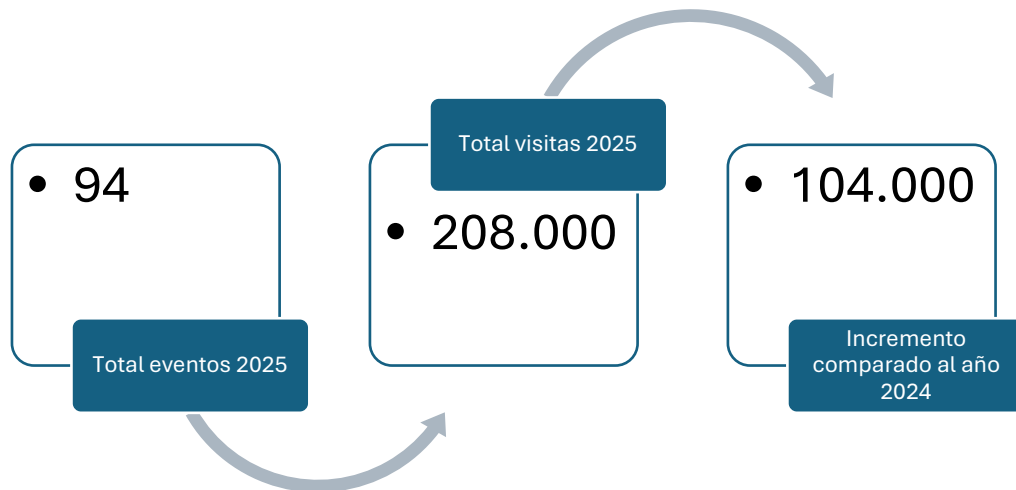 • 94
Total eventos 2025
Total visitas 2025
• 208.000
• 104.000
Incremento
comparado al año
2024